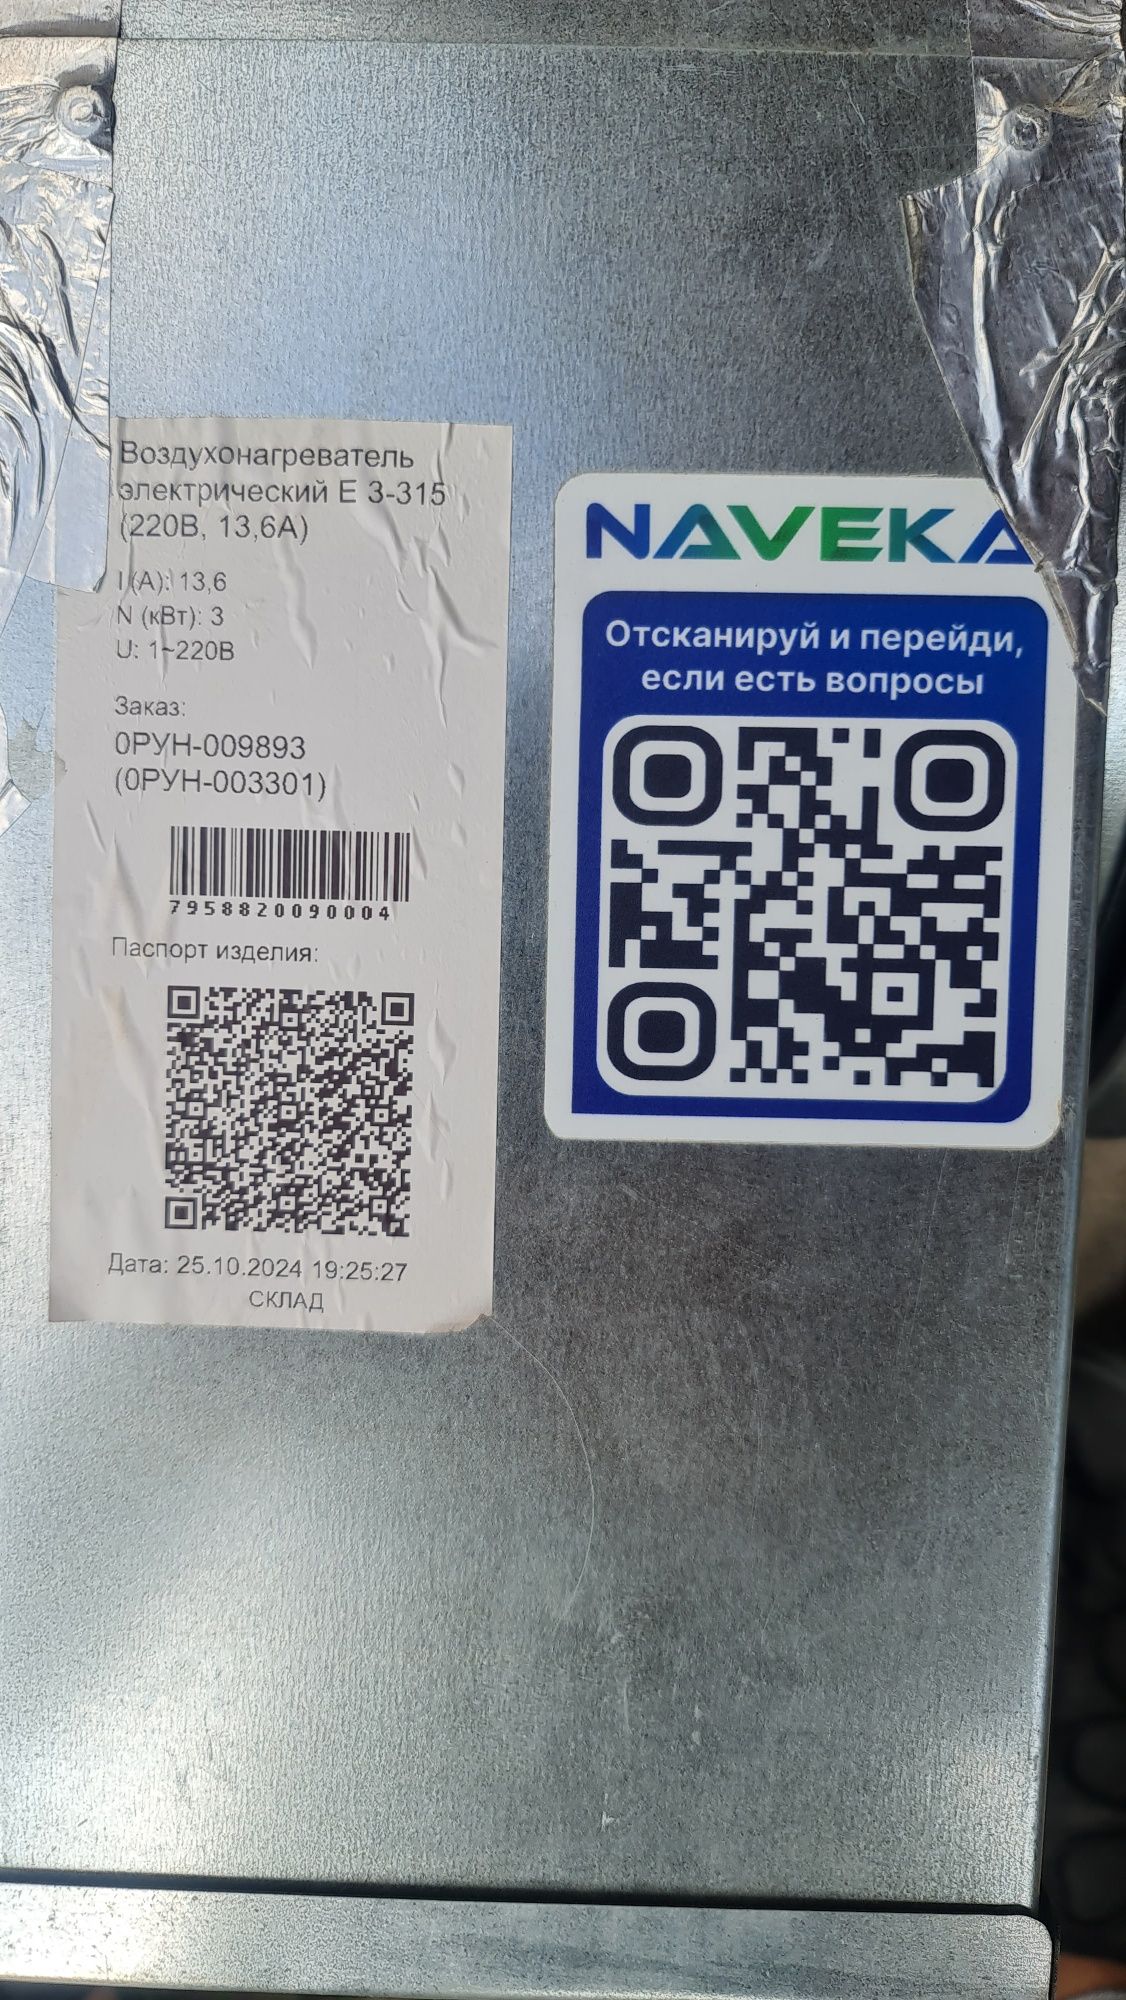 Воздухонагреватель
электрический E 3-315
(220В, 13,6А)
I (А): 13,6
N (кВт): 3
U: 1~220В
Заказ:
0РУН-009893
(0РУН-003301)
7958820090004
Паспорт изделия:
Дата: 25.10.2024 19:25:27
СКЛАД
NAVEKA
Отсканируй и перейди,
если есть вопросы